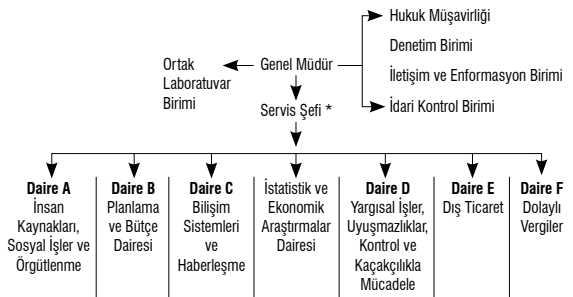 Hukuk Müşavirliği
Denetim Birimi
İletişim ve Enformasyon Birimi
İdari Kontrol Birimi
Genel Müdür
Ortak
Laboratuvar
Birimi
Servis Şefi *
Daire A
İnsan
Kaynakları,
Sosyal İşler ve
Örgütlenme
Daire B
Planlama
ve Bütçe
Dairesi
Daire C
Bilişim
Sistemleri
ve
Haberleşme
İstatistik ve
Ekonomik
Araştırmalar
Dairesi
Daire D
Yargısal İşler,
Uyuşmazlıklar,
Kontrol ve
Kaçakçılıkla
Mücadele
Daire E
Dış Ticaret
Daire F
Dolaylı
Vergiler